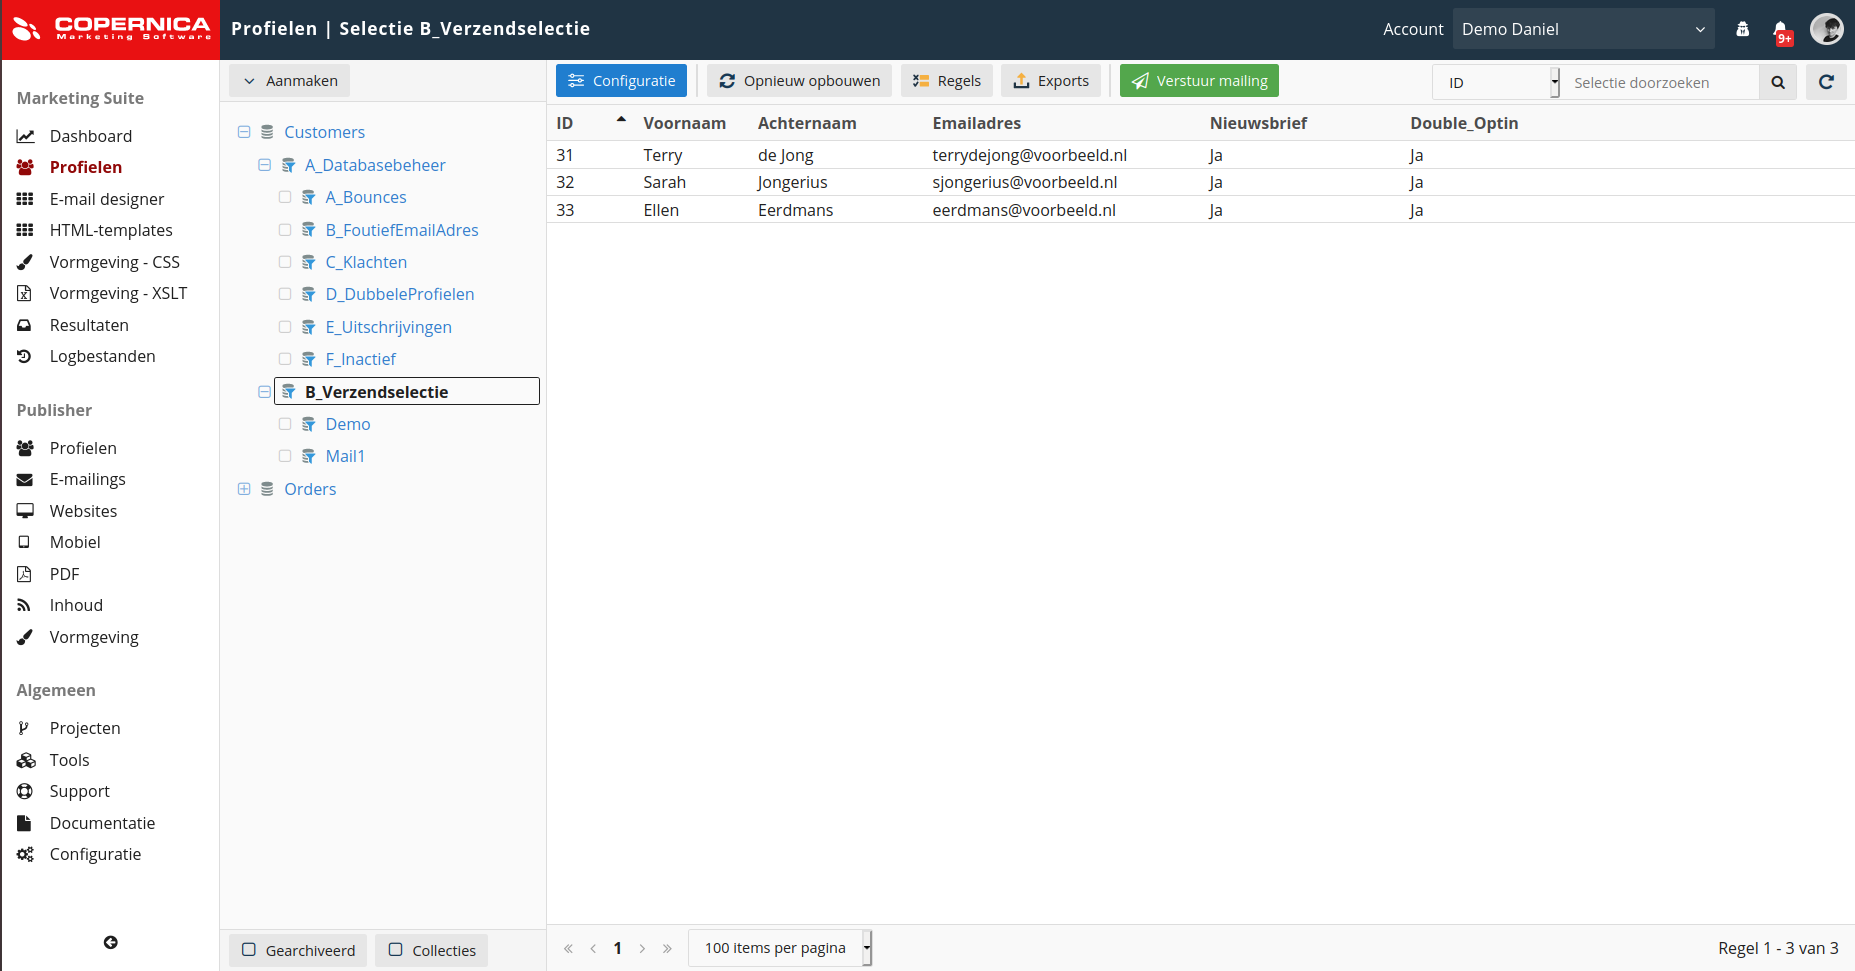 COPERNICA
Marketing Software
Profielen | Selectie B_Verzendselectie
Account
Demo Daniel
9+
Marketing Suite
Dashboard
Profielen
E-mail designer
HTML-templates
Vormgeving - CSS
Vormgeving - XSLT
Resultaten
Logbestanden
Publisher
Profielen
E-mailings
Websites
Mobiel
PDF
Inhoud
Vormgeving
Algemeen
Projecten
Tools
Support
Documentatie
Configuratie
Aanmaken
Customers
A_Databasebeheer
A_Bounces
B_FoutiefEmailAdres
C_Klachten
D_DubbeleProfielen
E_Uitschrijvingen
F_Inactief
B_Verzendselectie
Demo
Mail1
Orders
Gearchiveerd Collecties
Configuratie Opnieuw opbouwen Regels Exports Verstuur mailing ID Selectie doorzoeken
ID Voornaam Achternaam Emailadres Nieuwsbrief Double_Optin
31 Terry de Jong terrydejong@voorbeeld.nl Ja Ja
32 Sarah Jongerius sjongerius@voorbeeld.nl Ja Ja
33 Ellen Eerdmans eerdmans@voorbeeld.nl Ja Ja
« ‹ 1 › » 100 items per pagina Regel 1 - 3 van 3